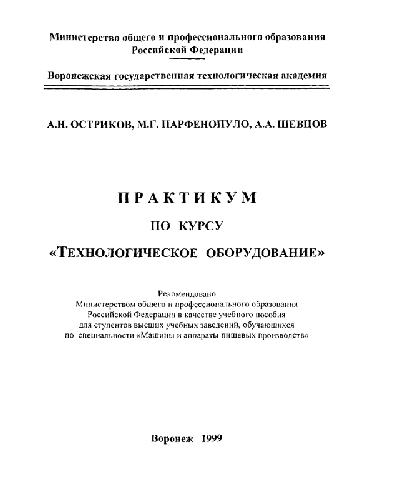 Министерство общего и профессионального образования
Российской Федерации
Воронежская государственная технологическая академия
А.Н. ОСТРИКОВ, М.Г. ПАРФЕНОПУЛО, А.А. ШЕВЦОВ
ПРАКТИКУМ
ПО КУРСУ
«ТЕХНОЛОГИЧЕСКОЕ ОБОРУДОВАНИЕ»
Рекомендовано
Министерством общего и профессионального образования
Российской Федерации в качестве учебного пособия
для студентов высших учебных заведений, обучающихся
по специальности «Машины и аппараты пищевых производств»
Воронеж 1999